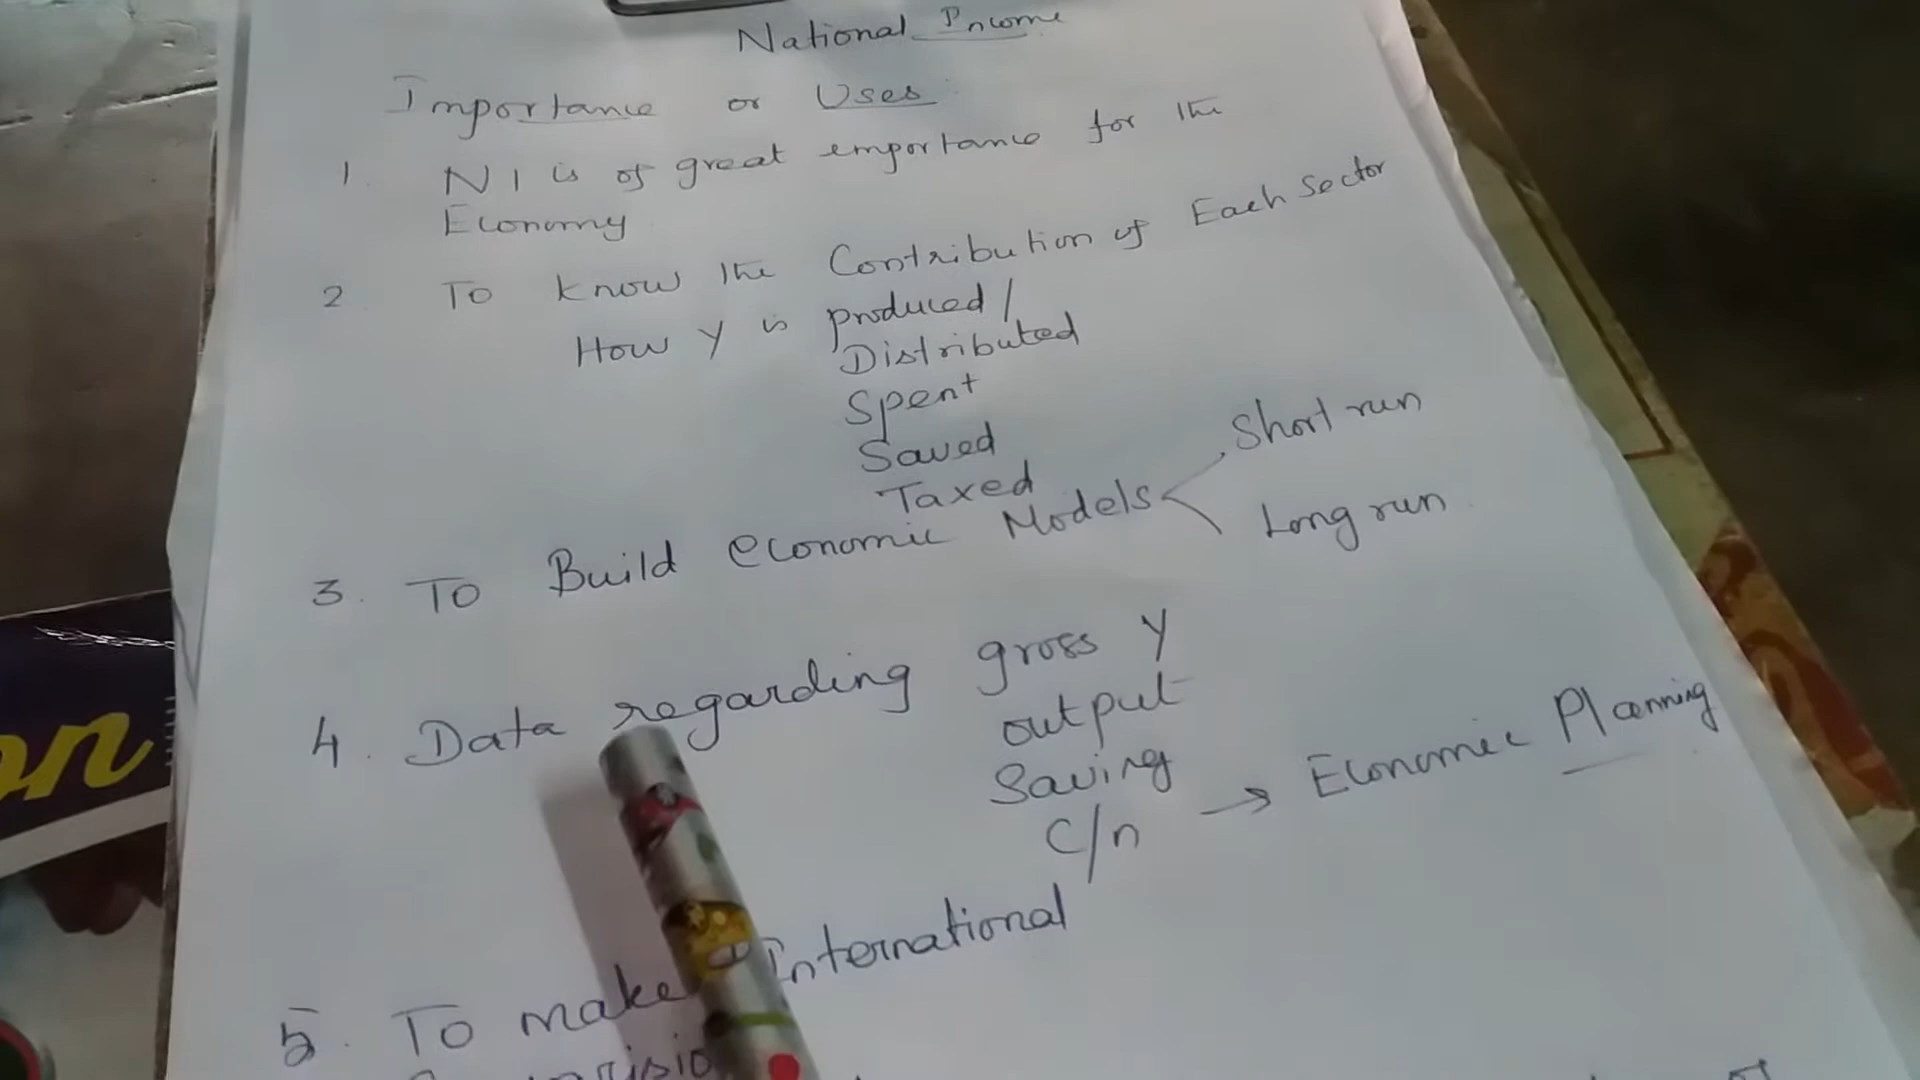 National Income
Importance or Uses
1. NI is of great emportance for the
Economy
2 To know the Contribution of Each Sector
How Y is produced/
Distributed
Spent
Saved
Taxed
3. To Build economic Models Short run
Long run
4. Data regarding gross Y
output
Saving
C/n → Economic Planning
5. To make International
on